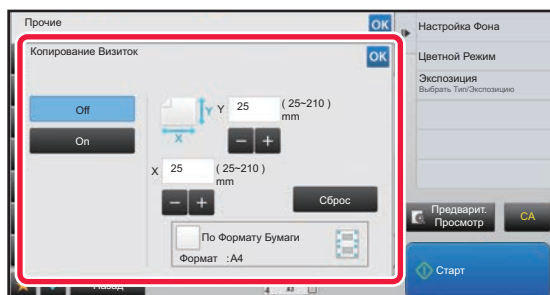 Прочие
OK
Копирование Визиток
OK
Off
On
Y
Y 25 ( 25~210 )
mm
X
X 25 ( 25~210 )
mm
Сброс
По Формату Бумаги
Формат :A4
Назад
Настройка Фона
Цветной Режим
Экспозиция
Выбрать Тип/Экспозицию
Предварит.
Просмотр
CA
Старт